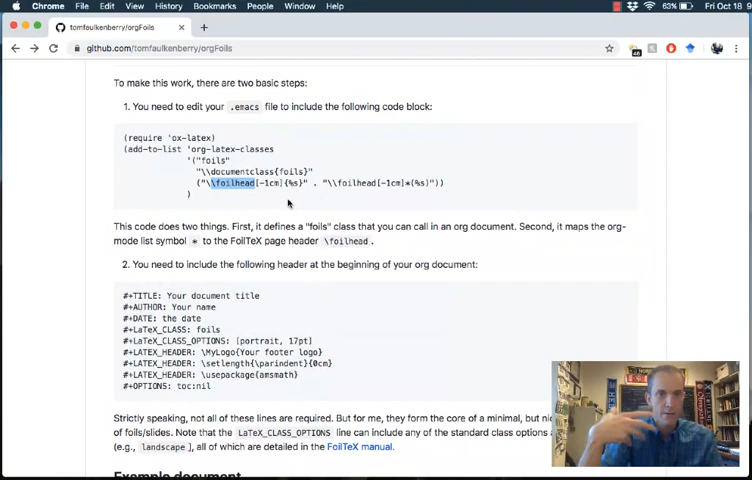 Chrome File Edit View History Bookmarks People Window Help 63% Fri Oct 18 9
tomfaulkenberry/orgFoils
github.com/tomfaulkenberry/orgFoils
To make this work, there are two basic steps:
1. You need to edit your .emacs file to include the following code block:
(require 'ox-latex)
(add-to-list 'org-latex-classes
'("foils"
"\\documentclass{foils}"
("\\foilhead[-1cm]{%s}" . "\\foilhead[-1cm]*(%s)"))
)
This code does two things. First, it defines a "foils" class that you can call in an org document. Second, it maps the org-
mode list symbol * to the FoilTeX page header \foilhead.
2. You need to include the following header at the beginning of your org document:
#+TITLE: Your document title
#+AUTHOR: Your name
#+DATE: the date
#+LaTeX_CLASS: foils
#+LATEX_CLASS_OPTIONS: [portrait, 17pt]
#+LATEX_HEADER: \MyLogo{Your footer logo}
#+LATEX_HEADER: \setlength{\parindent}{0cm}
#+LATEX_HEADER: \usepackage{amsmath}
#+OPTIONS: toc:nil
Strictly speaking, not all of these lines are required. But for me, they form the core of a minimal, but
of foils/slides. Note that the LaTeX_CLASS_OPTIONS line can include any of the standard class options
(e.g., landscape), all of which are detailed in the FoilTeX manual.
Example document